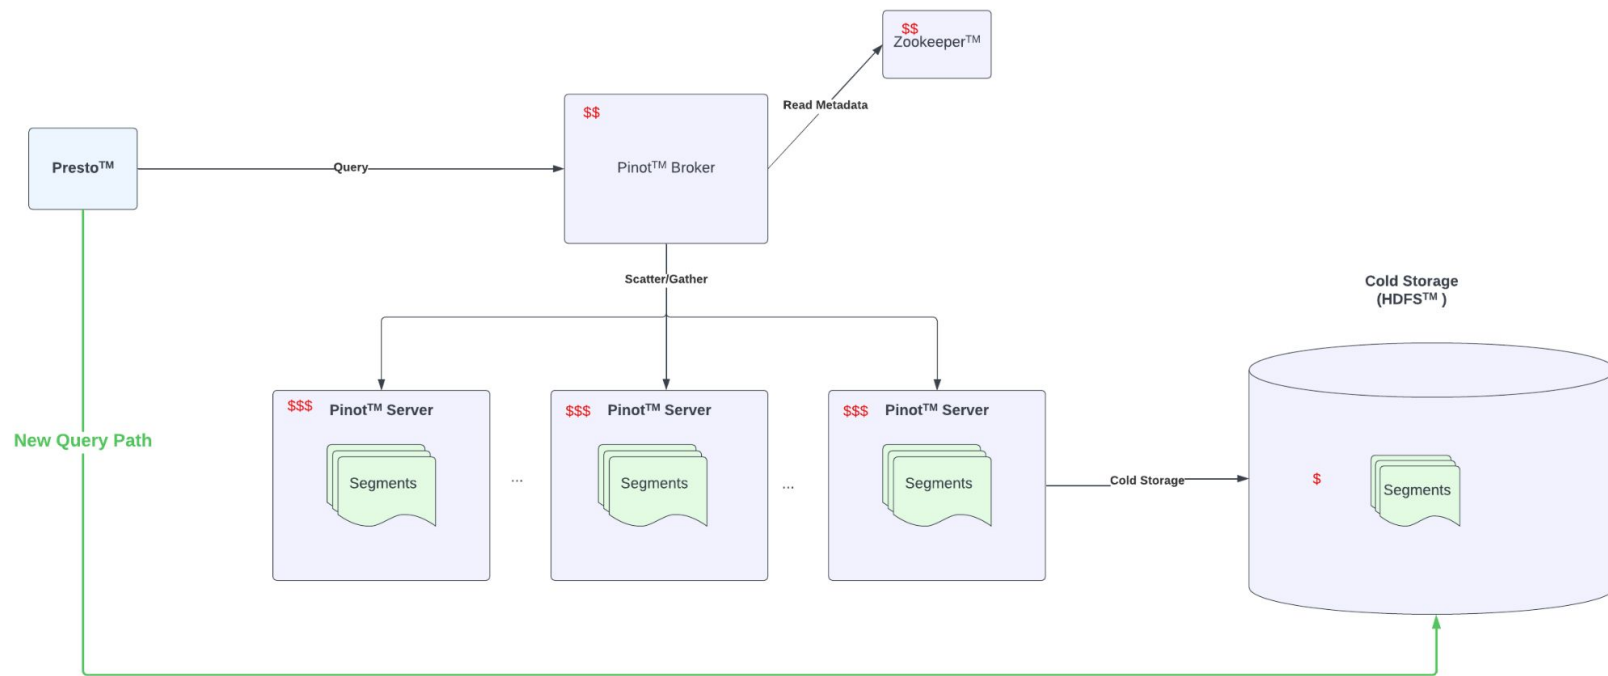 $$
Zookeeper™
Read Metadata
$$
Pinot™ Broker
Presto™
Query
Scatter/Gather
Cold Storage
(HDFS™ )
$$$
Pinot™ Server
Segments
...
$$$
Pinot™ Server
Segments
...
$$$
Pinot™ Server
Segments
Cold Storage
$
Segments
New Query Path